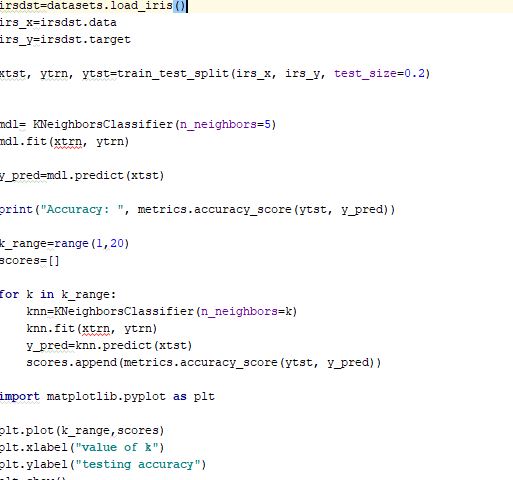 irsdst=datasets.load_iris()
irs_x=irsdst.data
irs_y=irsdst.target
xtst, ytrn, ytst=train_test_split(irs_x, irs_y, test_size=0.2)
mdl= KNeighborsClassifier(n_neighbors=5)
mdl.fit(xtrn, ytrn)
y_pred=mdl.predict(xtst)
print("Accuracy: ", metrics.accuracy_score(ytst, y_pred))
k_range=range(1,20)
scores=[]
for k in k_range:
    knn=KNeighborsClassifier(n_neighbors=k)
    knn.fit(xtrn, ytrn)
    y_pred=knn.predict(xtst)
    scores.append(metrics.accuracy_score(ytst, y_pred))
import matplotlib.pyplot as plt
plt.plot(k_range,scores)
plt.xlabel("value of k")
plt.ylabel("testing accuracy")
plt.show()